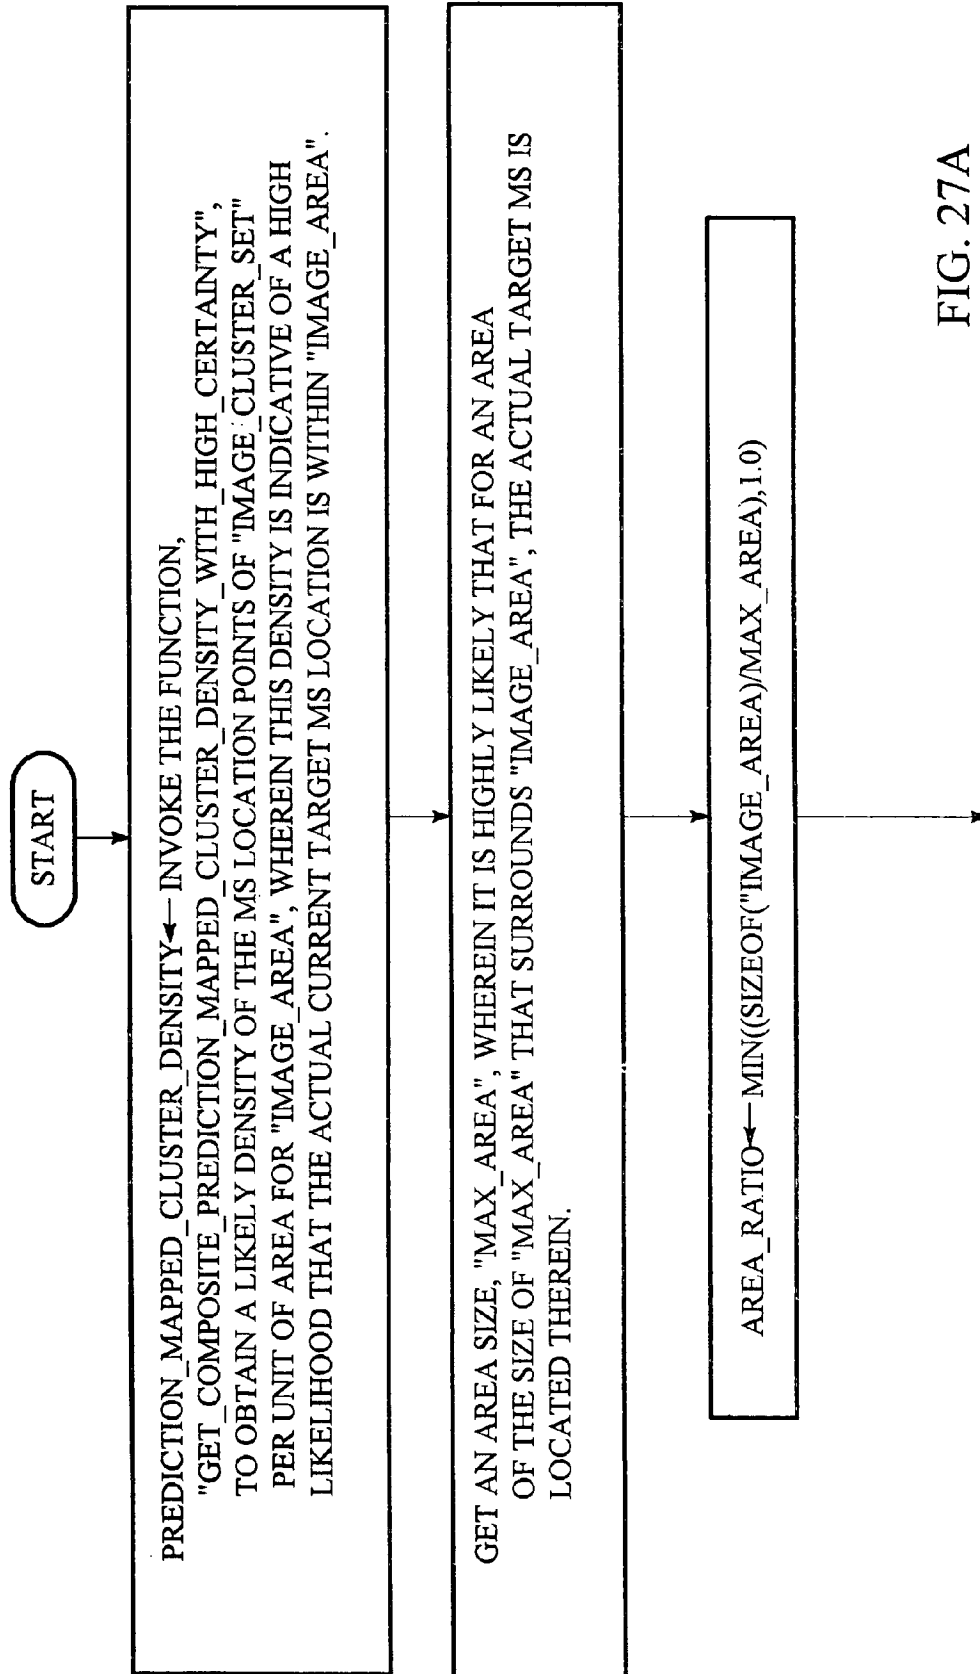 START
PREDICTION_MAPPED_CLUSTER_DENSITY ← INVOKE THE FUNCTION,
"GET_COMPOSITE_PREDICTION_MAPPED_CLUSTER_DENSITY_WITH_HIGH_CERTAINTY",
TO OBTAIN A LIKELY DENSITY OF THE MS LOCATION POINTS OF "IMAGE_CLUSTER_SET"
PER UNIT OF AREA FOR "IMAGE_AREA", WHEREIN THIS DENSITY IS INDICATIVE OF A HIGH
LIKELIHOOD THAT THE ACTUAL CURRENT TARGET MS LOCATION IS WITHIN "IMAGE_AREA".
GET AN AREA SIZE, "MAX_AREA", WHEREIN IT IS HIGHLY LIKELY THAT FOR AN AREA
OF THE SIZE OF "MAX_AREA" THAT SURROUNDS "IMAGE_AREA", THE ACTUAL TARGET MS IS
LOCATED THEREIN.
AREA_RATIO ← MIN((SIZEOF("IMAGE_AREA)/MAX_AREA),1.0)
FIG. 27A